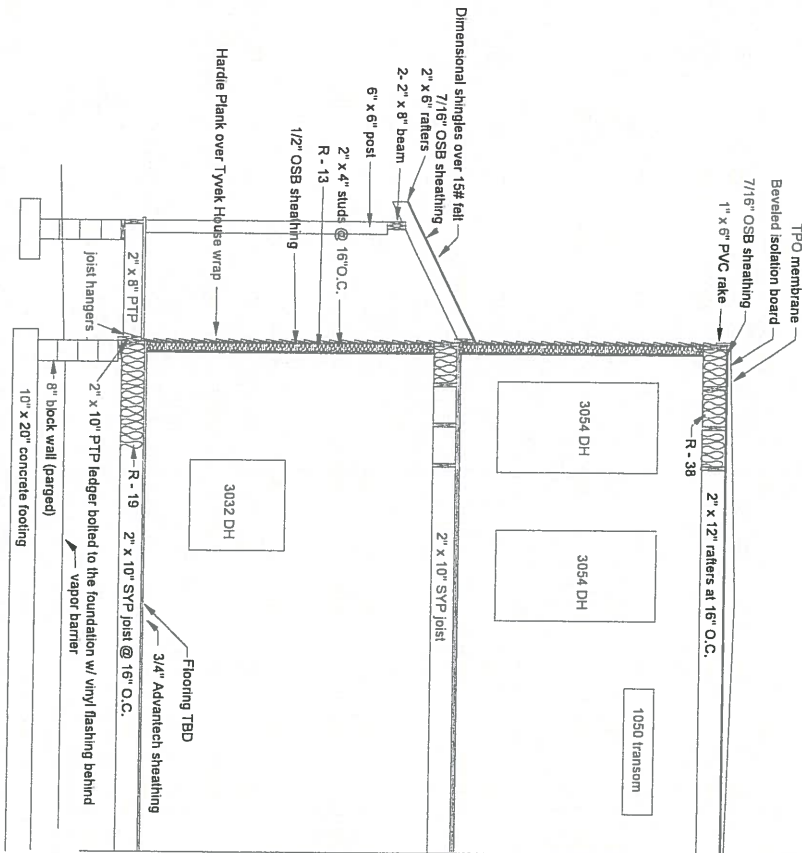 TPO membrane
Beveled isolation board
7/16" OSB sheathing
1" x 6" PVC rake
R - 38
2" x 12" rafters at 16" O.C.
Dimensional shingles over 15# felt
7/16" OSB sheathing
2" x 6" rafters
2- 2" x 8" beam
6" x 6" post
3054 DH
3054 DH
1050 transom
2" x 10" SYP joist
2" x 4" studs @ 16"O.C.
R - 13
1/2" OSB sheathing
Hardie Plank over Tyvek House wrap
3032 DH
Flooring TBD
3/4" Advantech sheathing
2" x 8" PTP
joist hangers
R - 19
2" x 10" SYP joist @ 16" O.C.
2" x 10" PTP ledger bolted to the foundation w/ vinyl flashing behind
vapor barrier
8" block wall (parged)
10" x 20" concrete footing